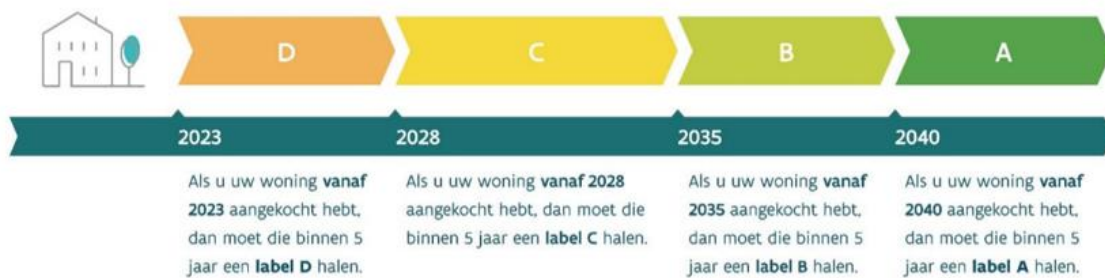 D
C
B
A
2023
2028
2035
2040
Als u uw woning vanaf
2023 aangekocht hebt,
dan moet die binnen 5
jaar een label D halen.
Als u uw woning vanaf 2028
aangekocht hebt, dan moet die
binnen 5 jaar een label C halen.
Als u uw woning vanaf
2035 aangekocht hebt,
dan moet die binnen 5
jaar een label B halen.
Als u uw woning vanaf
2040 aangekocht hebt,
dan moet die binnen 5
jaar een label A halen.